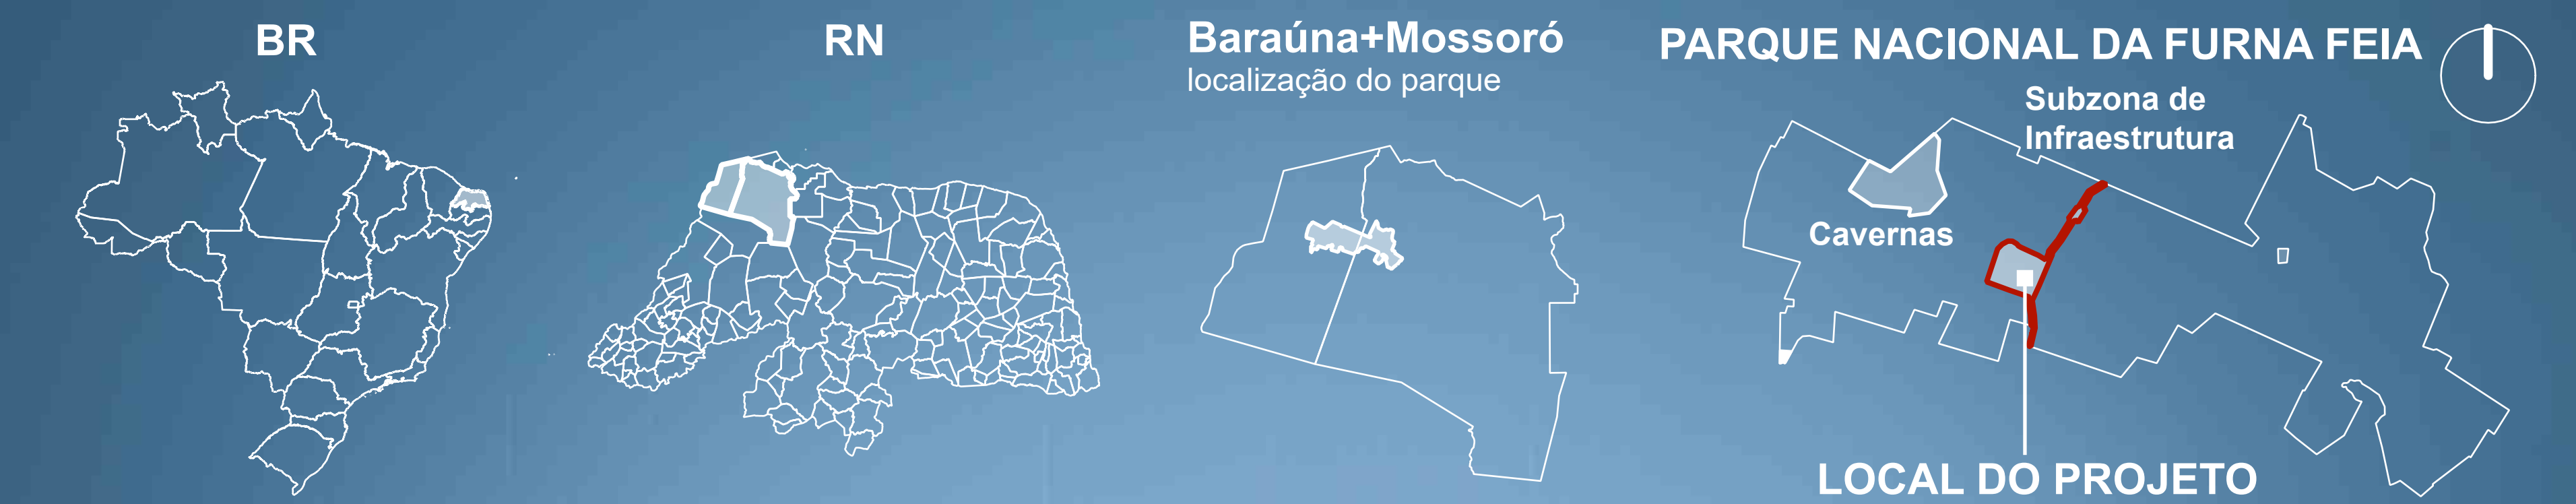 BR
RN
Baraúna+Mossoró
localização do parque
PARQUE NACIONAL DA FURNA FEIA
Subzona de
Infraestrutura
Cavernas
LOCAL DO PROJETO